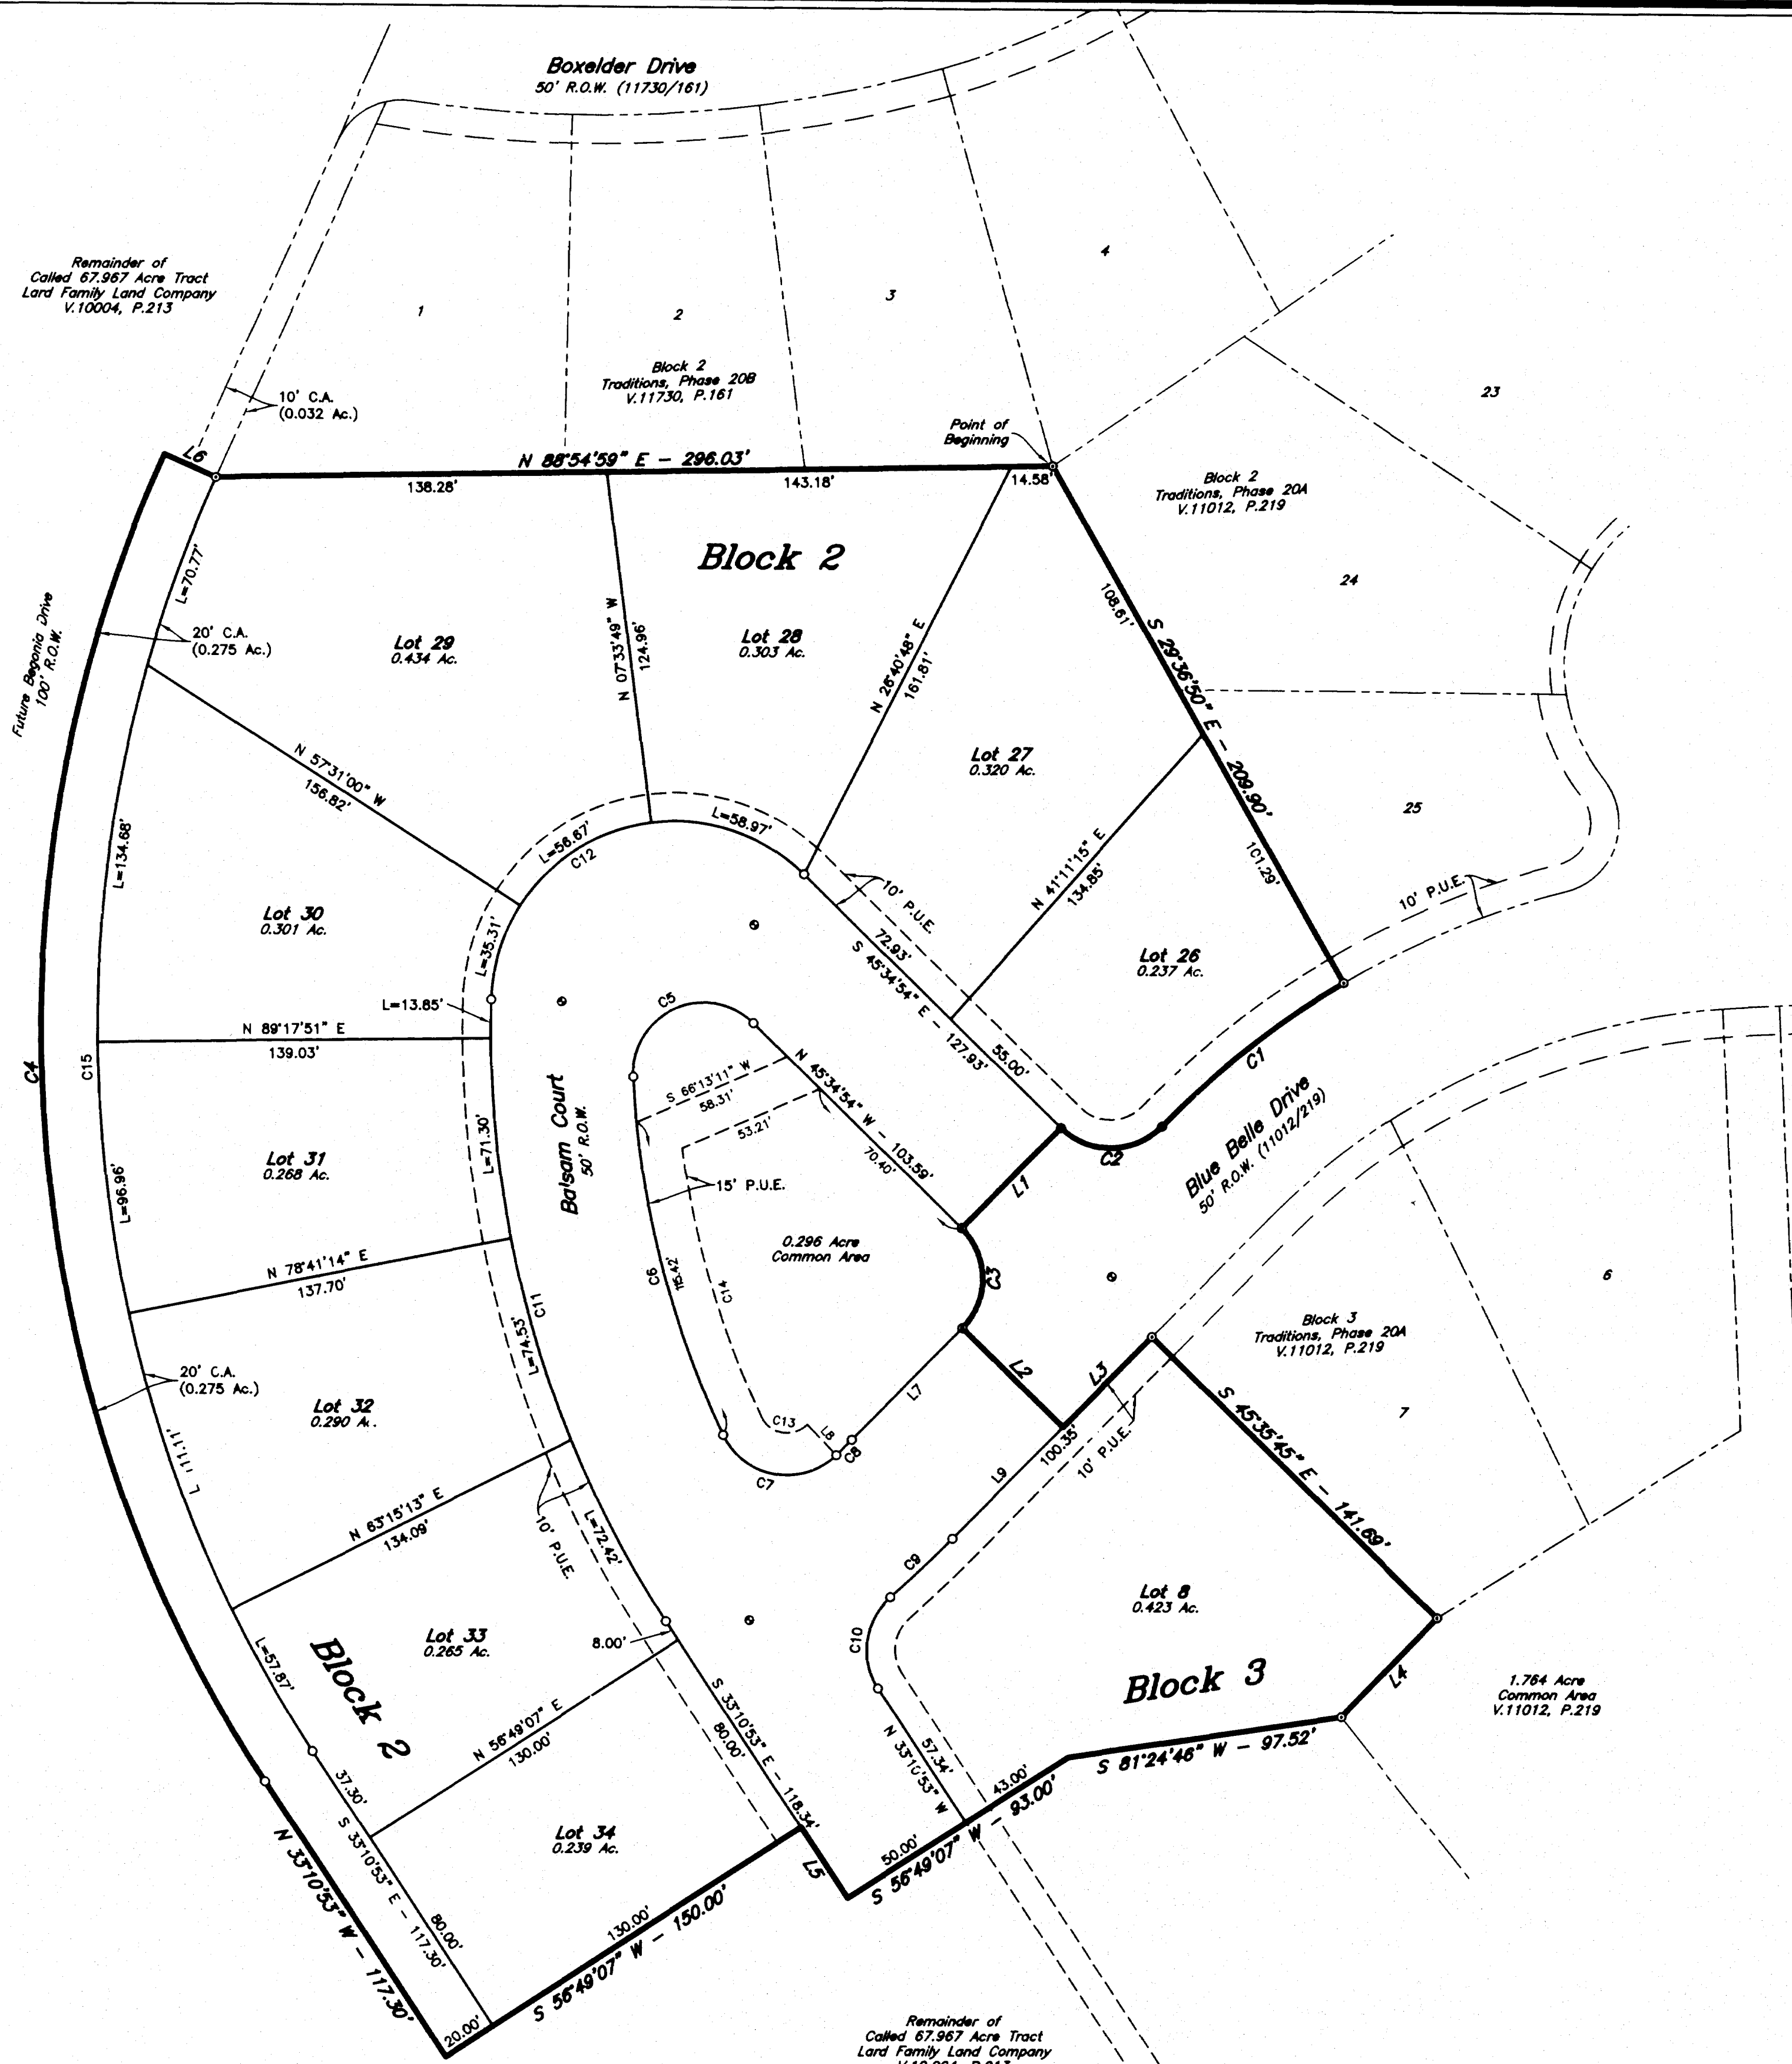 Boxelder Drive
50' R.O.W. (11730/161)
Remainder of
Called 67.967 Acre Tract
Lard Family Land Company
V.10004, P.213
1
2
3
4
23
Block 2
Traditions, Phase 20B
V.11730, P.161
10' C.A.
(0.032 Ac.)
Point of
Beginning
L6
N 88°54'59" E - 296.03'
138.28'
143.18'
14.58'
Block 2
Traditions, Phase 20A
V.11012, P.219
Block 2
24
108.61'
S 29°36'50" E - 209.90'
101.29'
L=70.77'
Future Begonia Drive
100' R.O.W.
20' C.A.
(0.275 Ac.)
Lot 29
0.434 Ac.
N 07°33'49" W
124.96'
Lot 28
0.303 Ac.
N 26°40'48" E
161.81'
Lot 27
0.320 Ac.
25
N 57°31'00" W
156.82'
L=134.68'
L=56.67'
C12
L=58.97'
10' P.U.E.
N 41°11'15" E
134.85'
10' P.U.E.
Lot 30
0.301 Ac.
L=35.31'
72.93'
S 45°34'54" E - 127.93'
55.00'
Lot 26
0.237 Ac.
L=13.85'
C5
N 89°17'51" E
139.03'
C4
C15
C1
Balsam Court
50' R.O.W.
S 66°13'11" W
58.31'
N 45°34'54" W - 103.59'
70.40'
53.21'
Blue Belle Drive
50' R.O.W. (11012/219)
C2
L=71.30'
Lot 31
0.268 Ac.
L=96.96'
15' P.U.E.
L1
0.296 Acre
Common Area
C3
N 78°41'14" E
137.70'
C6
115.42'
C14
C11
L=74.53'
6
Block 3
Traditions, Phase 20A
V.11012, P.219
20' C.A.
(0.275 Ac.)
Lot 32
0.290 A.
L2
L3
L7
S 45°35'45" E - 141.69'
7
C13
L8
C8
C7
100.35'
10' P.U.E.
L9
N 63°15'13" E
134.09'
10' P.U.E.
L=72.42'
C9
Lot 8
0.423 Ac.
Lot 33
0.265 Ac.
8.00'
C10
L=57.87'
Block 2
Block 3
L4
1.764 Acre
Common Area
V.11012, P.219
N 56°49'07" E
130.00'
S 33°10'53" E - 118.34'
80.00'
57.34'
N 33°10'53" W
S 81°24'46" W - 97.52'
43.00'
37.30'
S 33°10'53" E - 117.30'
80.00'
Lot 34
0.239 Ac.
L5
50.00'
S 56°49'07" W - 93.00'
N 33°10'53" W - 117.30'
130.00'
S 56°49'07" W - 150.00'
20.00'
Remainder of
Called 67.967 Acre Tract
Lard Family Land Company